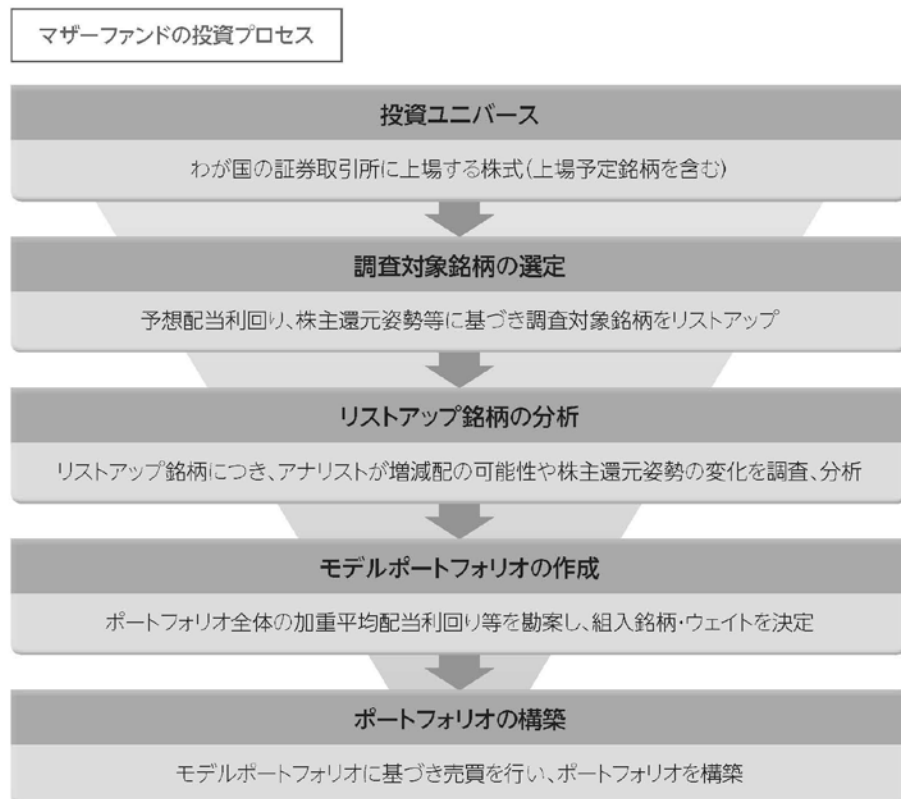 マザーファンドの投資プロセス
投資ユニバース
わが国の証券取引所に上場する株式(上場予定銘柄を含む)
調査対象銘柄の選定
予想配当利回り、株主還元姿勢等に基づき調査対象銘柄をリストアップ
リストアップ銘柄の分析
リストアップ銘柄につき、アナリストが増減配の可能性や株主還元姿勢の変化を調査、分析
モデルポートフォリオの作成
ポートフォリオ全体の加重平均配当利回り等を勘案し、組入銘柄・ウェイトを決定
ポートフォリオの構築
モデルポートフォリオに基づき売買を行い、ポートフォリオを構築